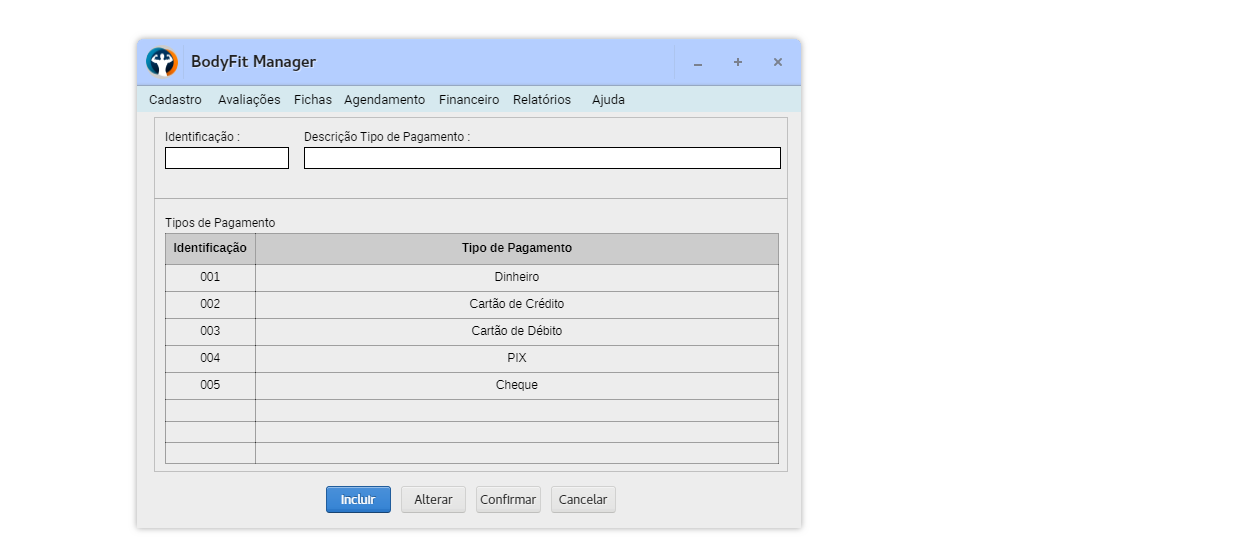 BodyFit Manager
Cadastro Avaliações Fichas Agendamento Financeiro Relatórios Ajuda
Identificação : Descrição Tipo de Pagamento :
Tipos de Pagamento
Identificação Tipo de Pagamento
001 Dinheiro
002 Cartão de Crédito
003 Cartão de Débito
004 PIX
005 Cheque
Incluir Alterar Confirmar Cancelar